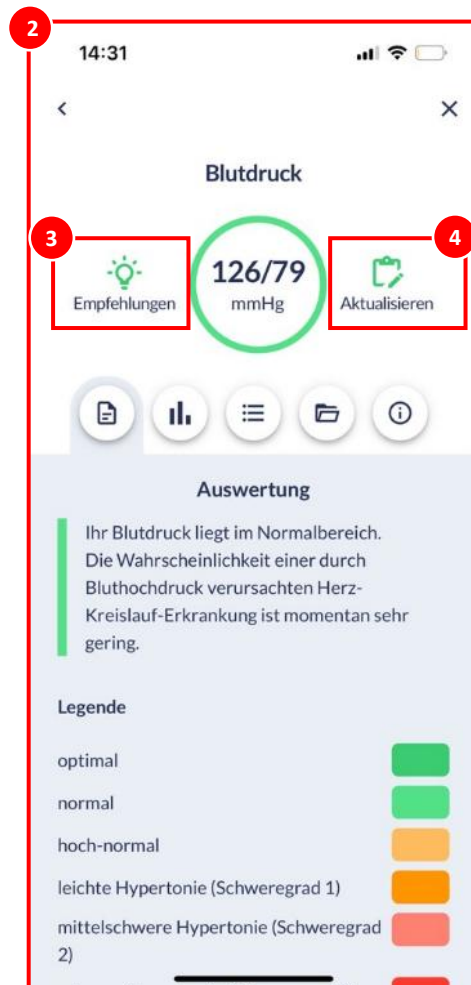 2
14:31
Blutdruck
3
4
126/79
mmHg
Empfehlungen
Aktualisieren
Auswertung
Ihr Blutdruck liegt im Normalbereich.
Die Wahrscheinlichkeit einer durch
Bluthochdruck verursachten Herz-
Kreislauf-Erkrankung ist momentan sehr
gering.
Legende
optimal
normal
hoch-normal
leichte Hypertonie (Schweregrad 1)
mittelschwere Hypertonie (Schweregrad
2)